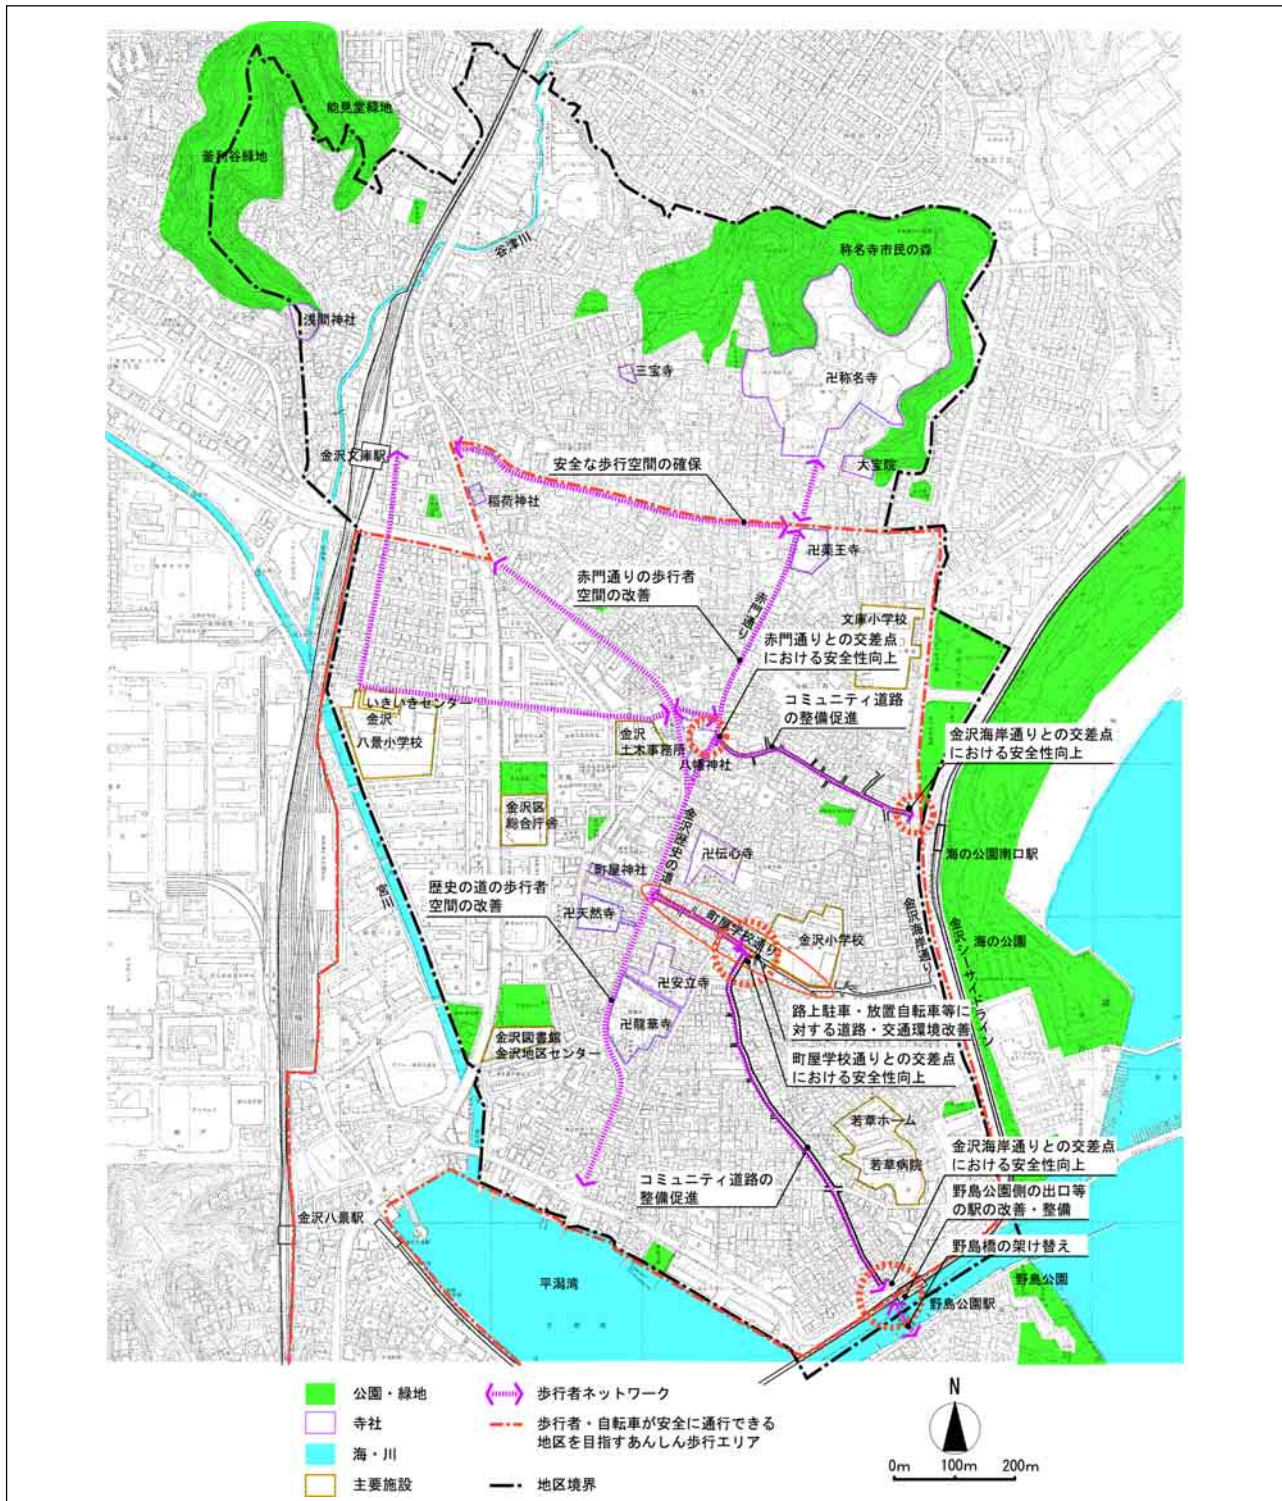 能見堂緑地
釜利谷緑地
谷津川
称名寺市民の森
浅間神社
三宝寺
卍称名寺
金沢文庫駅
安全な歩行空間の確保
大宝院
稲荷神社
卍薬王寺
赤門通りの歩行者
空間の改善
赤門通り
文庫小学校
赤門通りとの交差点
における安全性向上
コミュニティ道路
の整備促進
いきいきセンター
金沢
八景小学校
金沢
土木事務所
八幡神社
金沢海岸通りとの交差点
における安全性向上
金沢区
総合庁舎
金沢歴史の道
卍伝心寺
海の公園南口駅
町屋神社
歴史の道の歩行者
空間の改善
宮川
卍天然寺
町屋学校通り
金沢小学校
金沢海岸通り
金沢シーサイドライン
海の公園
卍安立寺
卍龍華寺
路上駐車・放置自転車等に
対する道路・交通環境改善
金沢図書館
金沢地区センター
町屋学校通りとの交差点
における安全性向上
若草ホーム
若草病院
金沢海岸通りとの交差点
における安全性向上
コミュニティ道路の
整備促進
野島公園側の出口等
の駅の改善・整備
金沢八景駅
野島橋の架け替え
平潟湾
野島公園
野島公園駅
公園・緑地
寺社
海・川
主要施設
歩行者ネットワーク
歩行者・自転車が安全に通行できる
地区を目指すあんしん歩行エリア
地区境界
N
0m 100m 200m